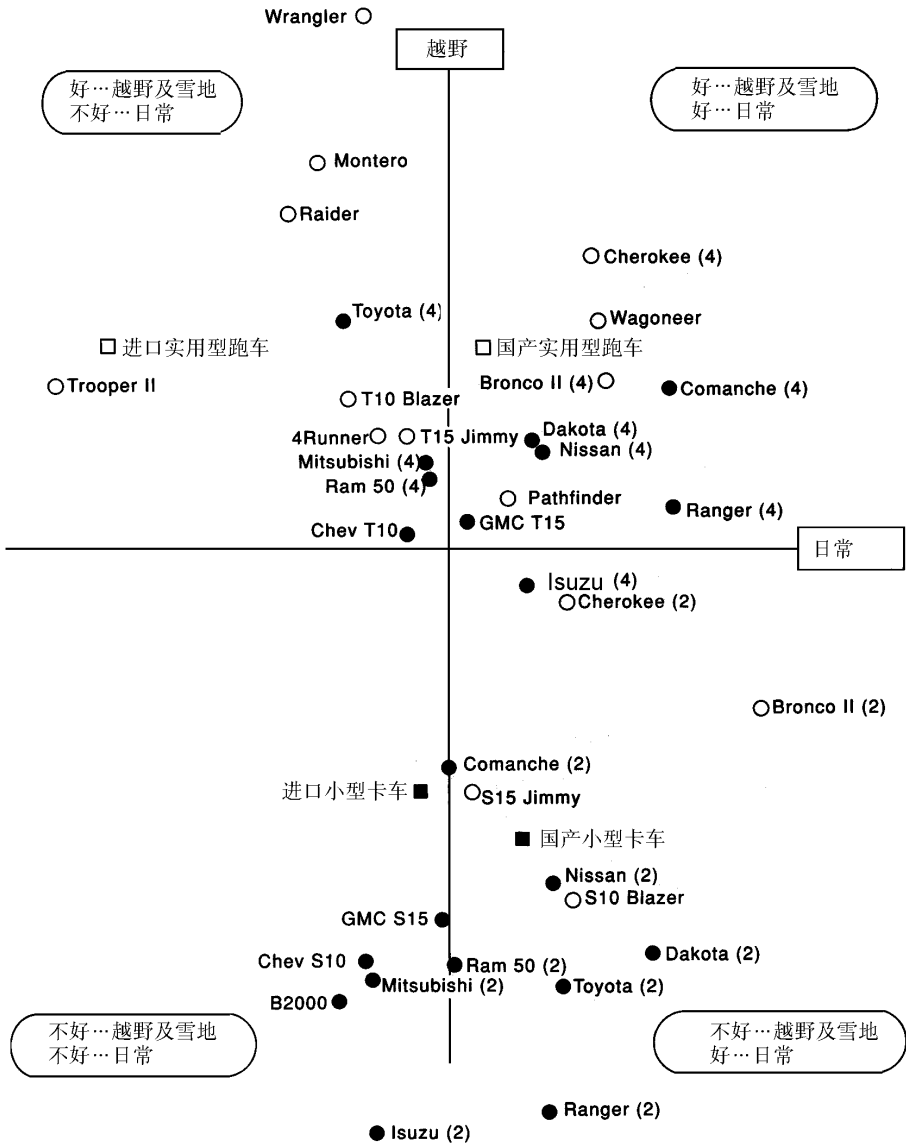 Wrangler
越野
好…越野及雪地
不好…日常
好…越野及雪地
好…日常
Montero
Raider
Cherokee (4)
Toyota (4)
Wagoneer
进口实用型跑车
国产实用型跑车
Trooper II
Bronco II (4)
Comanche (4)
T10 Blazer
4Runner
T15 Jimmy
Dakota (4)
Nissan (4)
Mitsubishi (4)
Ram 50 (4)
Pathfinder
Ranger (4)
GMC T15
Chev T10
日常
Isuzu (4)
Cherokee (2)
Bronco II (2)
Comanche (2)
进口小型卡车
S15 Jimmy
国产小型卡车
Nissan (2)
S10 Blazer
GMC S15
Dakota (2)
Chev S10
Ram 50 (2)
Mitsubishi (2)
Toyota (2)
B2000
不好…越野及雪地
不好…日常
不好…越野及雪地
好…日常
Ranger (2)
Isuzu (2)